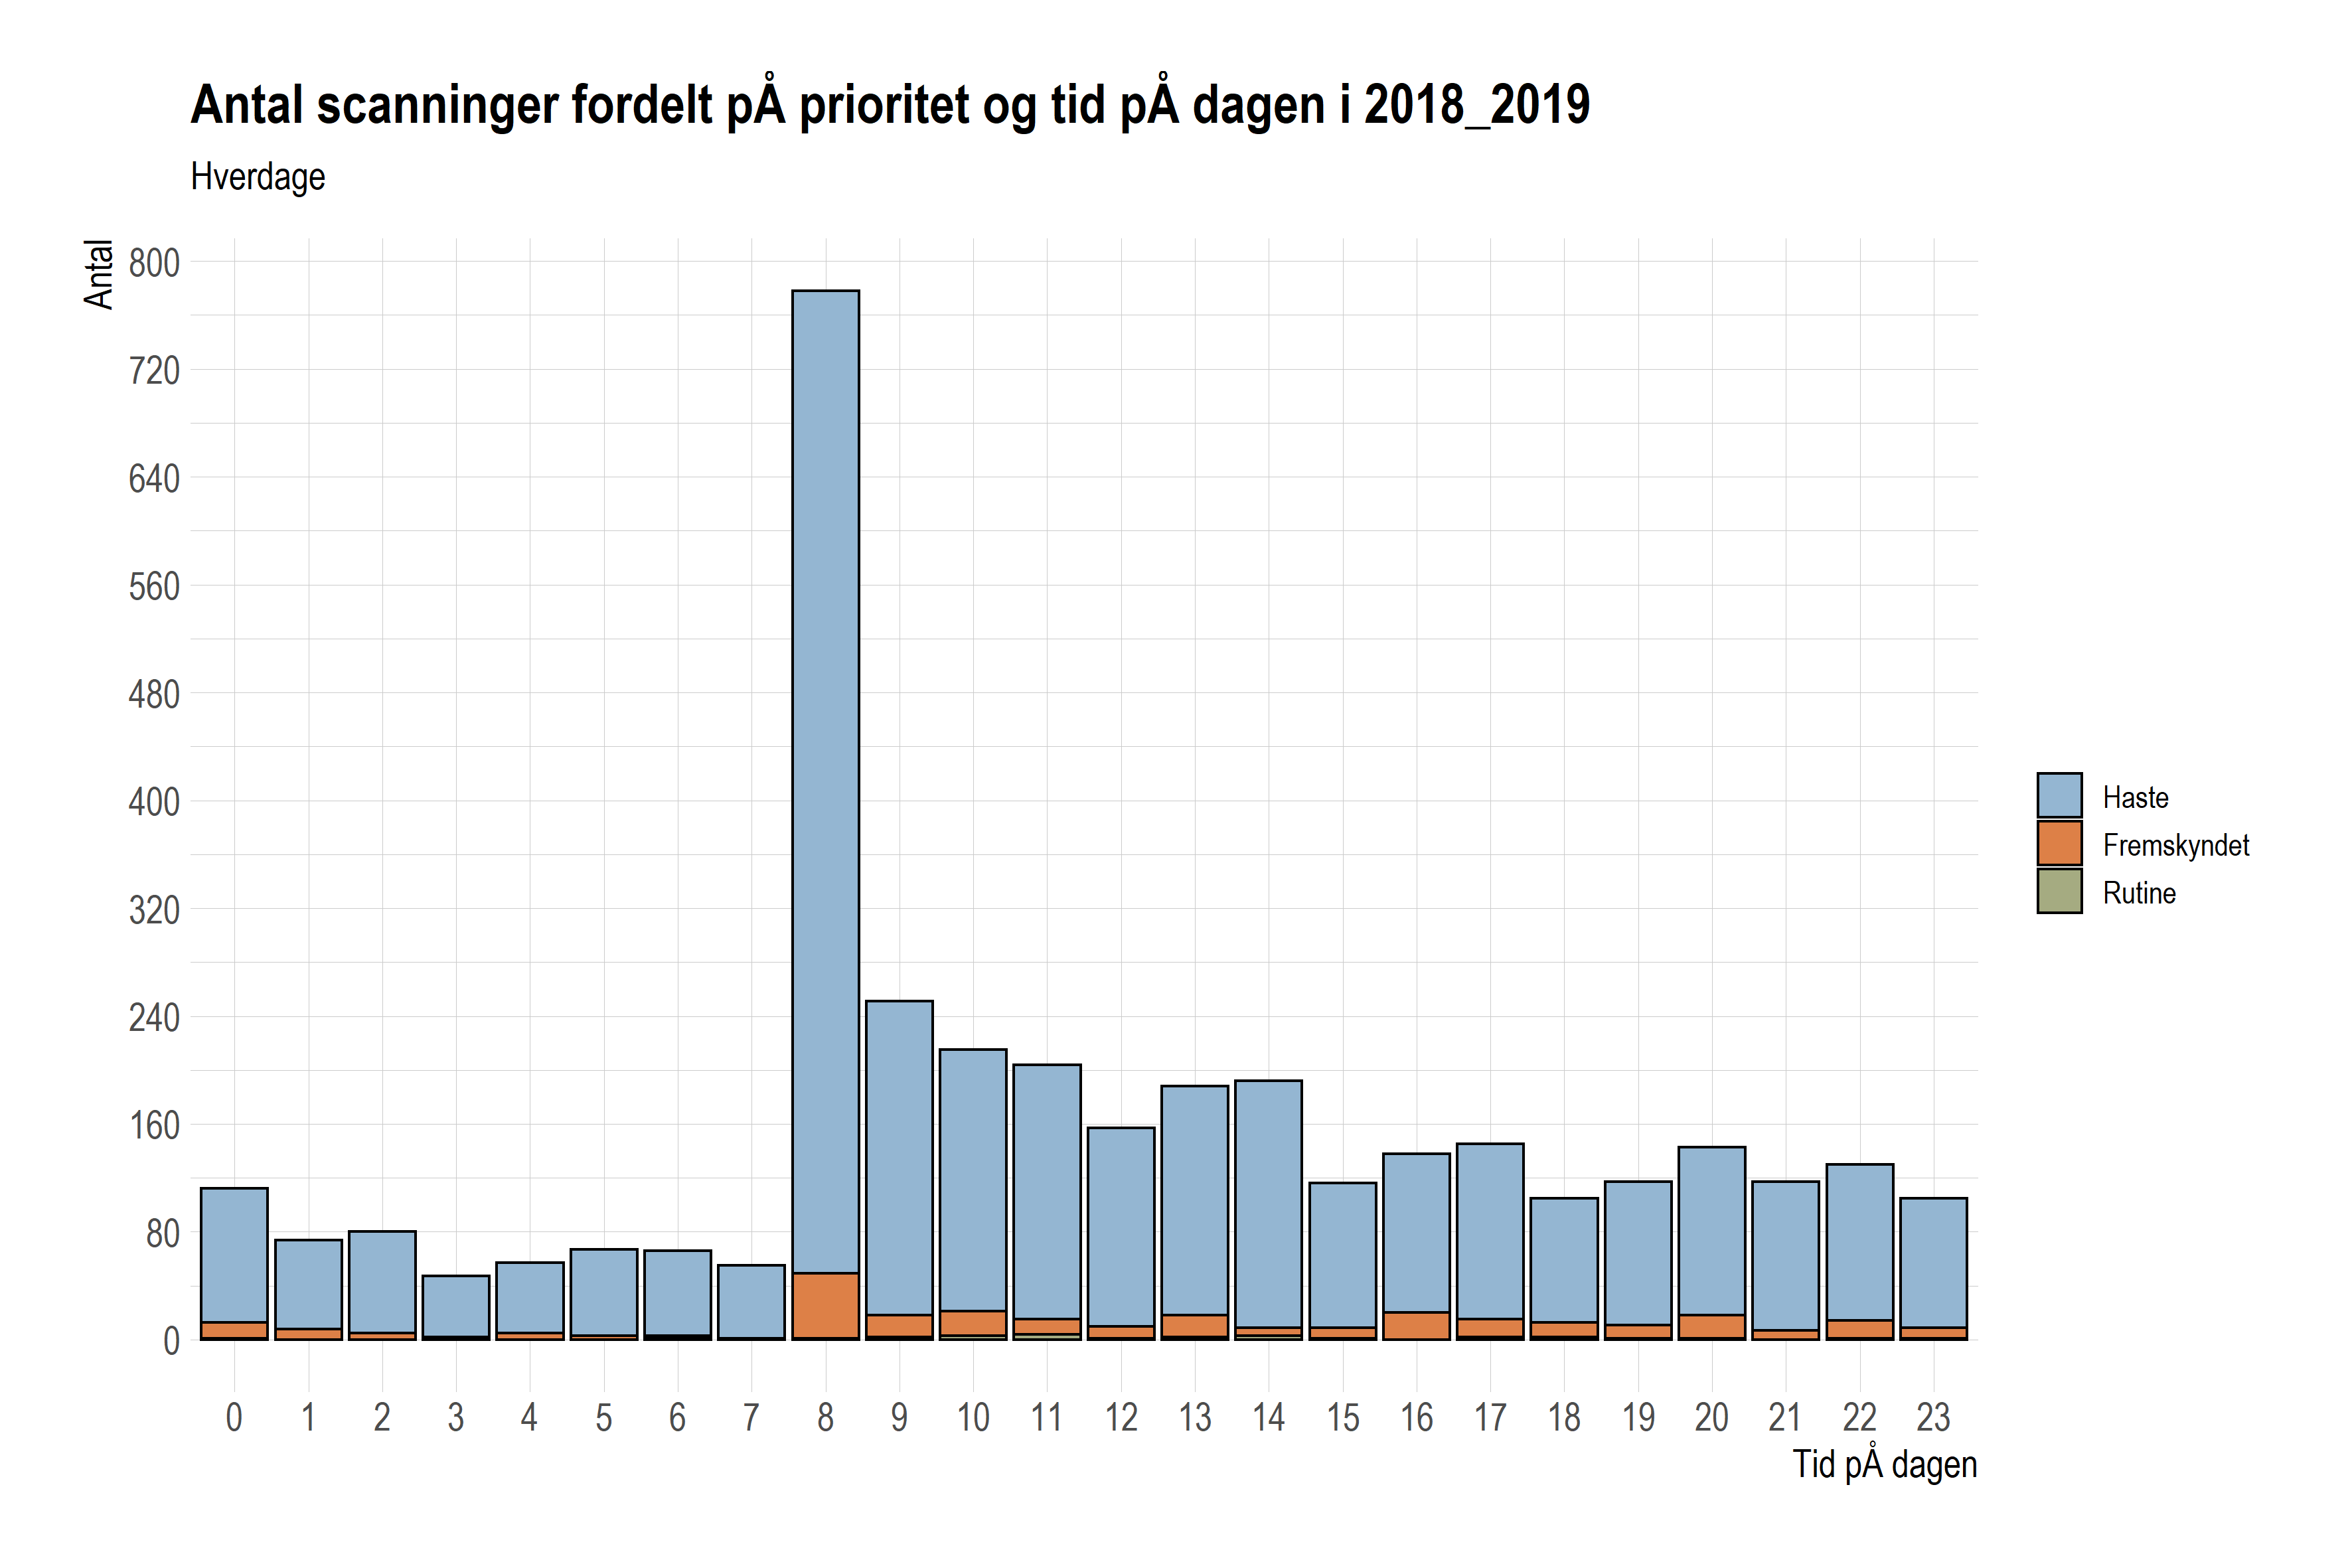 Antal scanninger fordelt pÅ prioritet og tid pÅ dagen i 2018_2019
Hverdage
Antal
800
720
640
560
480
400
320
240
160
80
0
0 1 2 3 4 5 6 7 8 9 10 11 12 13 14 15 16 17 18 19 20 21 22 23
Tid pÅ dagen
Haste
Fremskyndet
Rutine